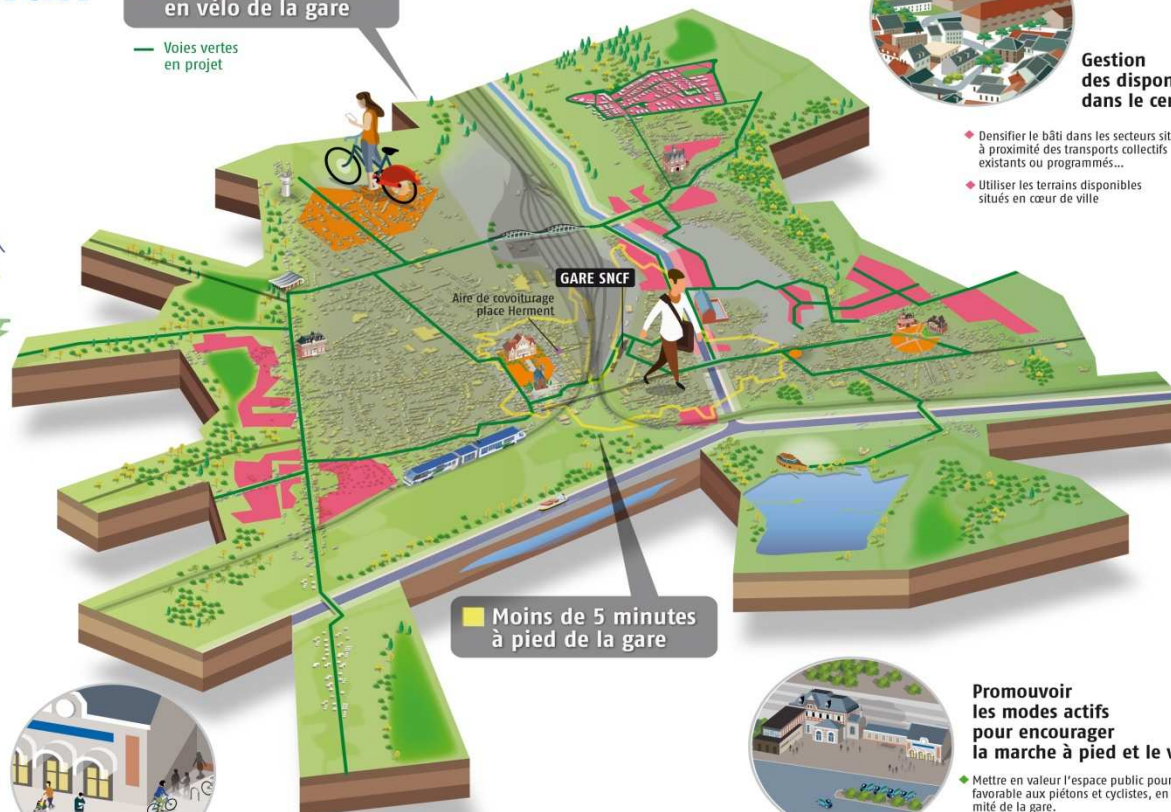 en vélo de la gare
Voies vertes
en projet
Gestion
dans le
Densifier le bâti dans les secteurs
à proximité des transports collectifs
existants ou programmés...
Utiliser les terrains disponibles
situés en cœur de ville
GARE SNCF
Aire de covoiturage
place Herment
Moins de 5 minutes
à pied de la gare
Promouvoir
les modes actifs
pour encourager
la marche à pied et le
Mettre en valeur l'espace public pour
favorable aux piétons et cyclistes, en
mité de la gare.